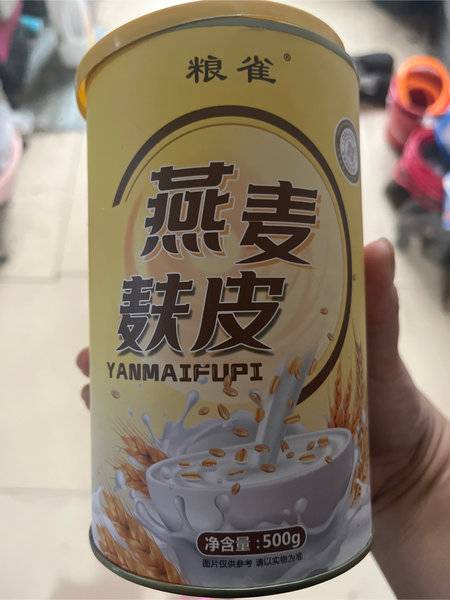 粮雀®
燕麦
麸皮
YANMAIFUPI
净含量:500g
图片仅供参考 请以实物为准